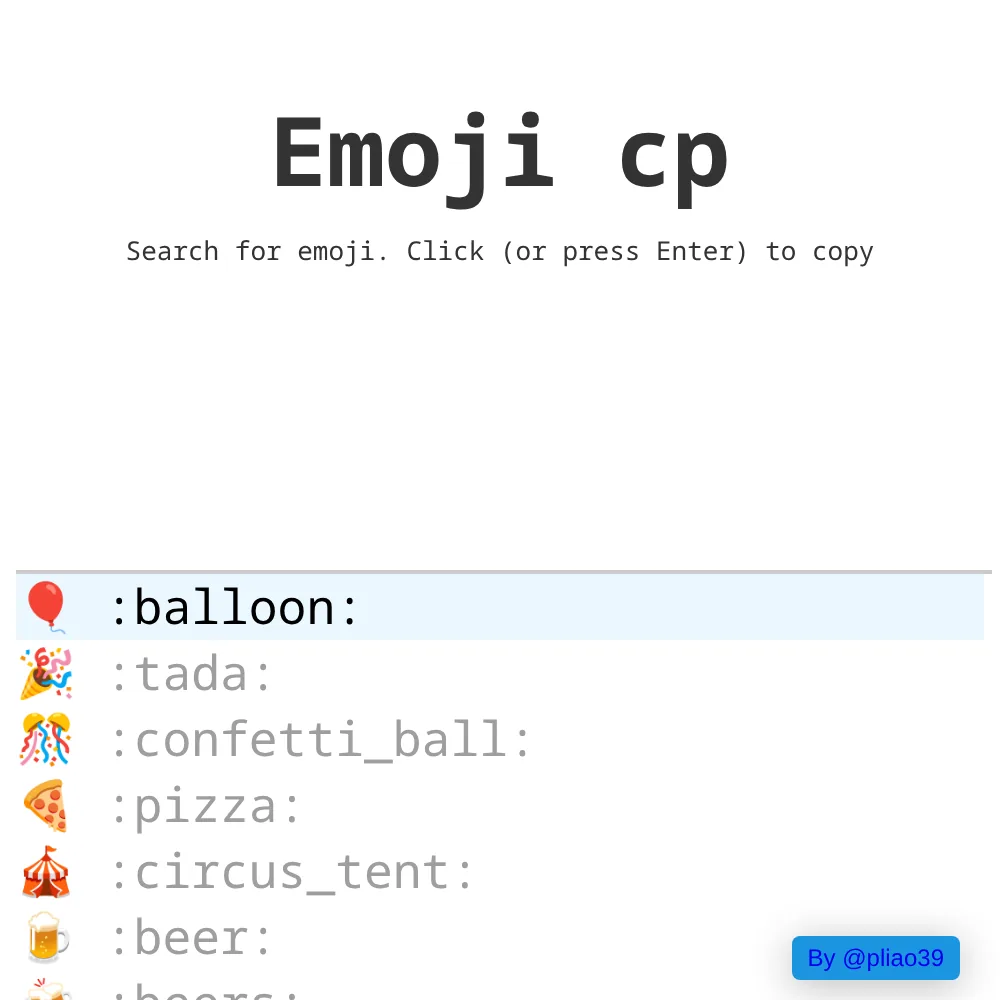 Emoji cp
Search for emoji. Click (or press Enter) to copy
:balloon:
:tada:
:confetti_ball:
:pizza:
:circus_tent:
:beer:
:beers:
By @pliao39